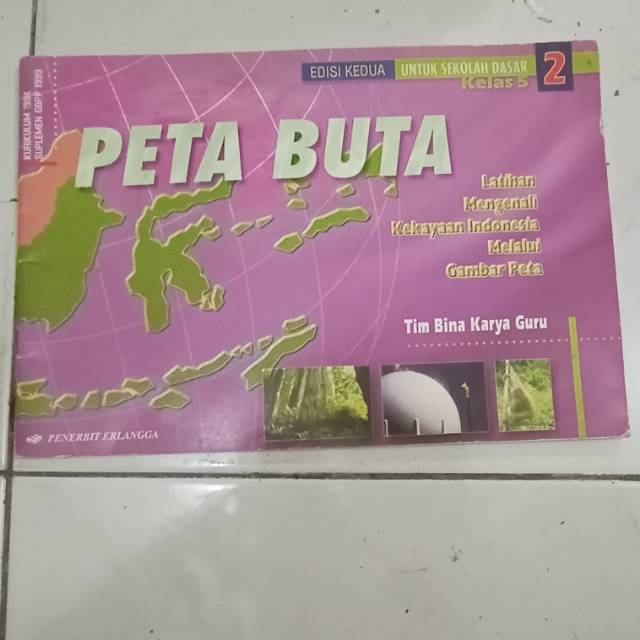 KURIKULUM 1994
SUPLEMEN GBPP 1999
EDISI KEDUA
UNTUK SEKOLAH DASAR
Kelas 5
2
PETA BUTA
Latihan
Mengenali
Kekayaan Indonesia
Melalui
Gambar Peta
Tim Bina Karya Guru
PENERBIT ERLANGGA